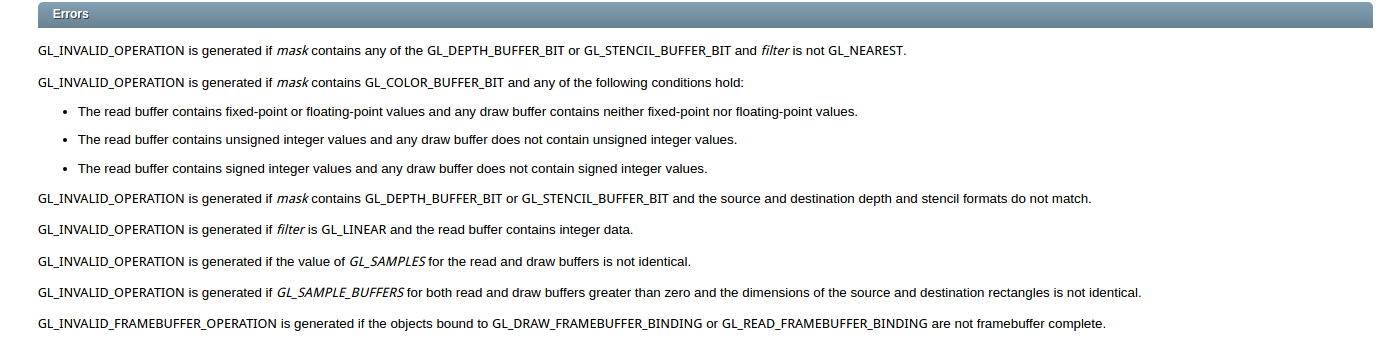 Errors
GL_INVALID_OPERATION is generated if mask contains any of the GL_DEPTH_BUFFER_BIT or GL_STENCIL_BUFFER_BIT and filter is not GL_NEAREST.
GL_INVALID_OPERATION is generated if mask contains GL_COLOR_BUFFER_BIT and any of the following conditions hold:
• The read buffer contains fixed-point or floating-point values and any draw buffer contains neither fixed-point nor floating-point values.
• The read buffer contains unsigned integer values and any draw buffer does not contain unsigned integer values.
• The read buffer contains signed integer values and any draw buffer does not contain signed integer values.
GL_INVALID_OPERATION is generated if mask contains GL_DEPTH_BUFFER_BIT or GL_STENCIL_BUFFER_BIT and the source and destination depth and stencil formats do not match.
GL_INVALID_OPERATION is generated if filter is GL_LINEAR and the read buffer contains integer data.
GL_INVALID_OPERATION is generated if the value of GL_SAMPLES for the read and draw buffers is not identical.
GL_INVALID_OPERATION is generated if GL_SAMPLE_BUFFERS for both read and draw buffers greater than zero and the dimensions of the source and destination rectangles is not identical.
GL_INVALID_FRAMEBUFFER_OPERATION is generated if the objects bound to GL_DRAW_FRAMEBUFFER_BINDING or GL_READ_FRAMEBUFFER_BINDING are not framebuffer complete.